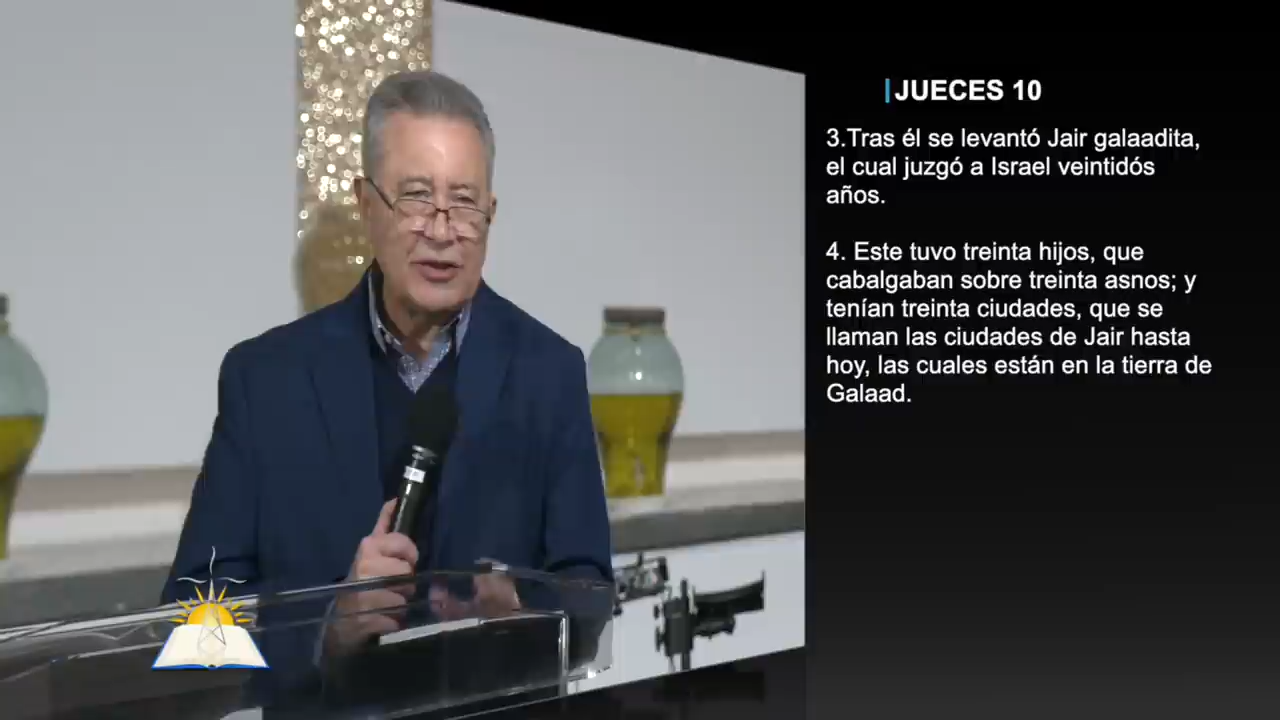 JUECES 10
3.Tras él se levantó Jair galaadita,
el cual juzgó a Israel veintidós
años.
4. Este tuvo treinta hijos, que
cabalgaban sobre treinta asnos; y
tenían treinta ciudades, que se
llaman las ciudades de Jair hasta
hoy, las cuales están en la tierra de
Galaad.